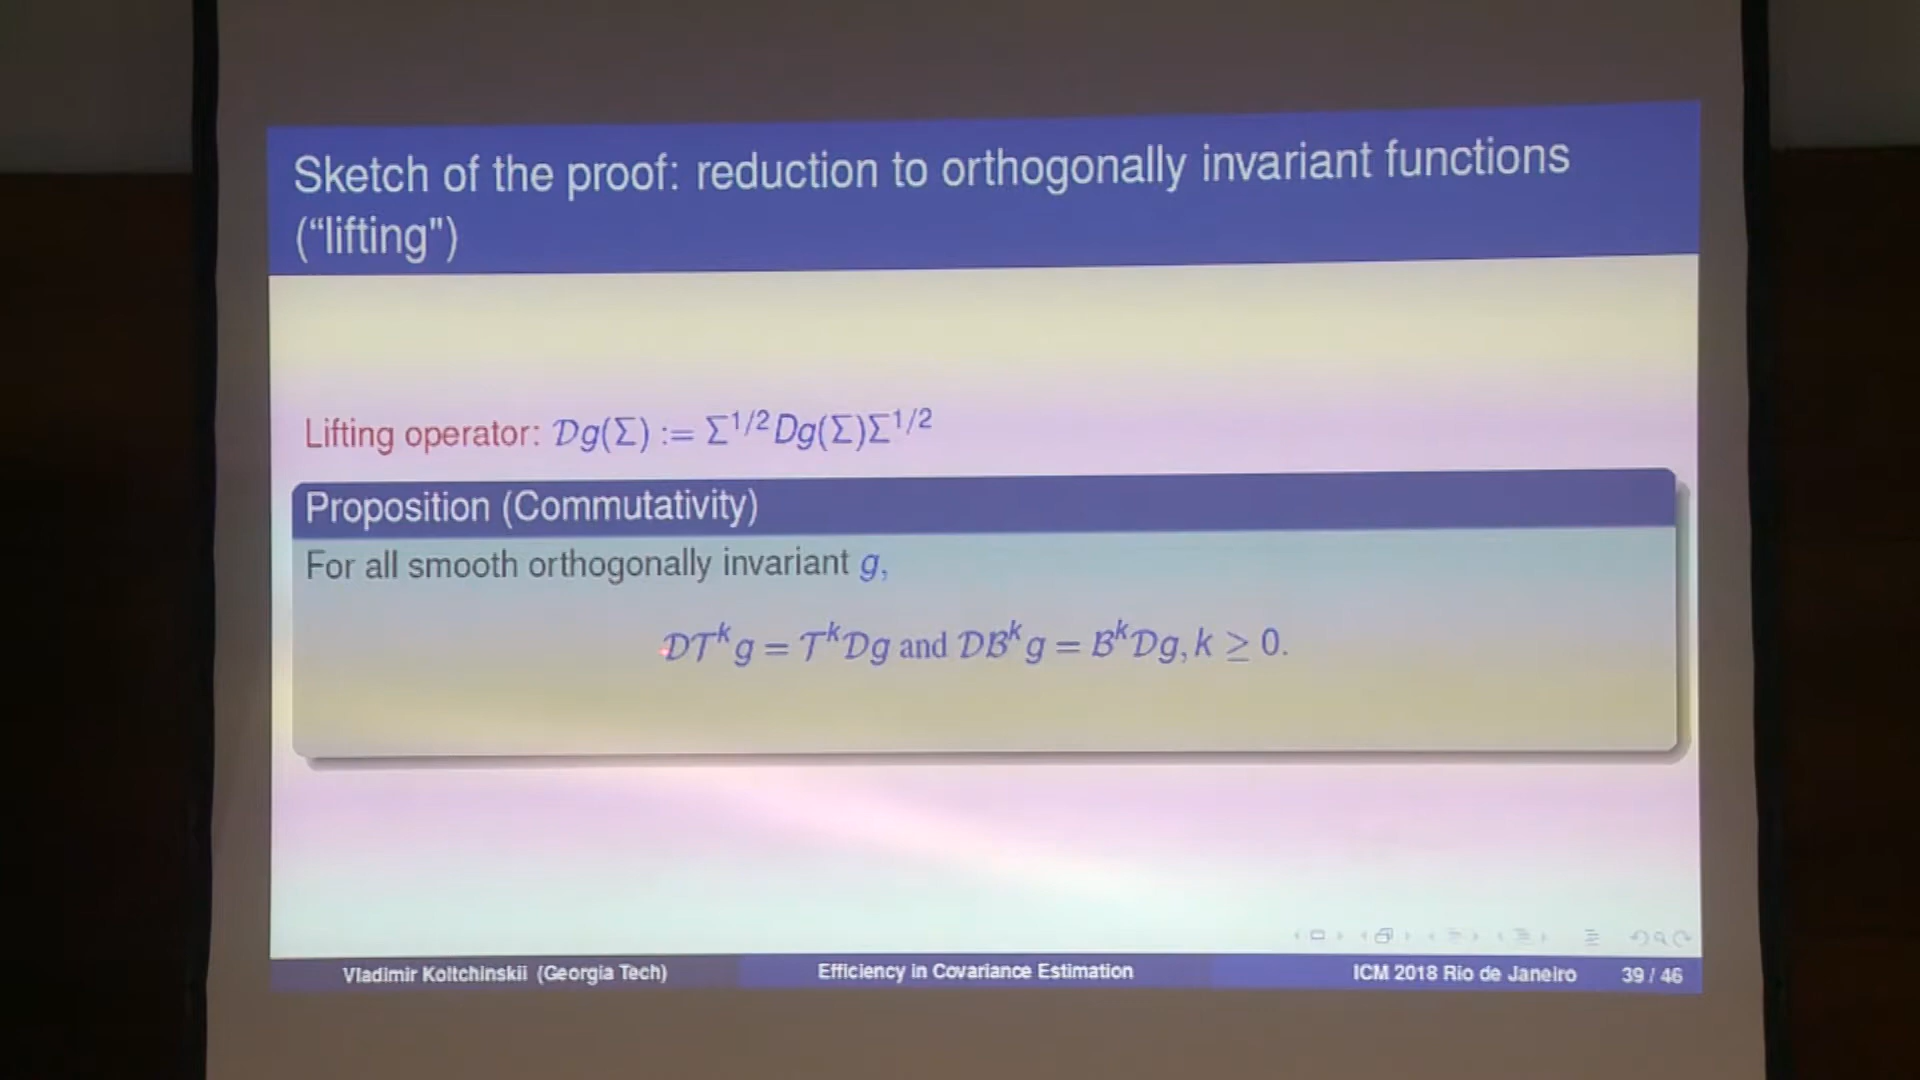 Sketch of the proof: reduction to orthogonally invariant functions
(“lifting")
Lifting operator: 𝒟g(Σ) := Σ^{1/2}Dg(Σ)Σ^{1/2}
Proposition (Commutativity)
For all smooth orthogonally invariant g,
𝒟𝒯^k g = 𝒯^k 𝒟g and 𝒟ℬ^k g = ℬ^k 𝒟g, k ≥ 0.
Vladimir Koltchinskii (Georgia Tech) Efficiency in Covariance Estimation ICM 2018 Rio de Janeiro 39 / 46